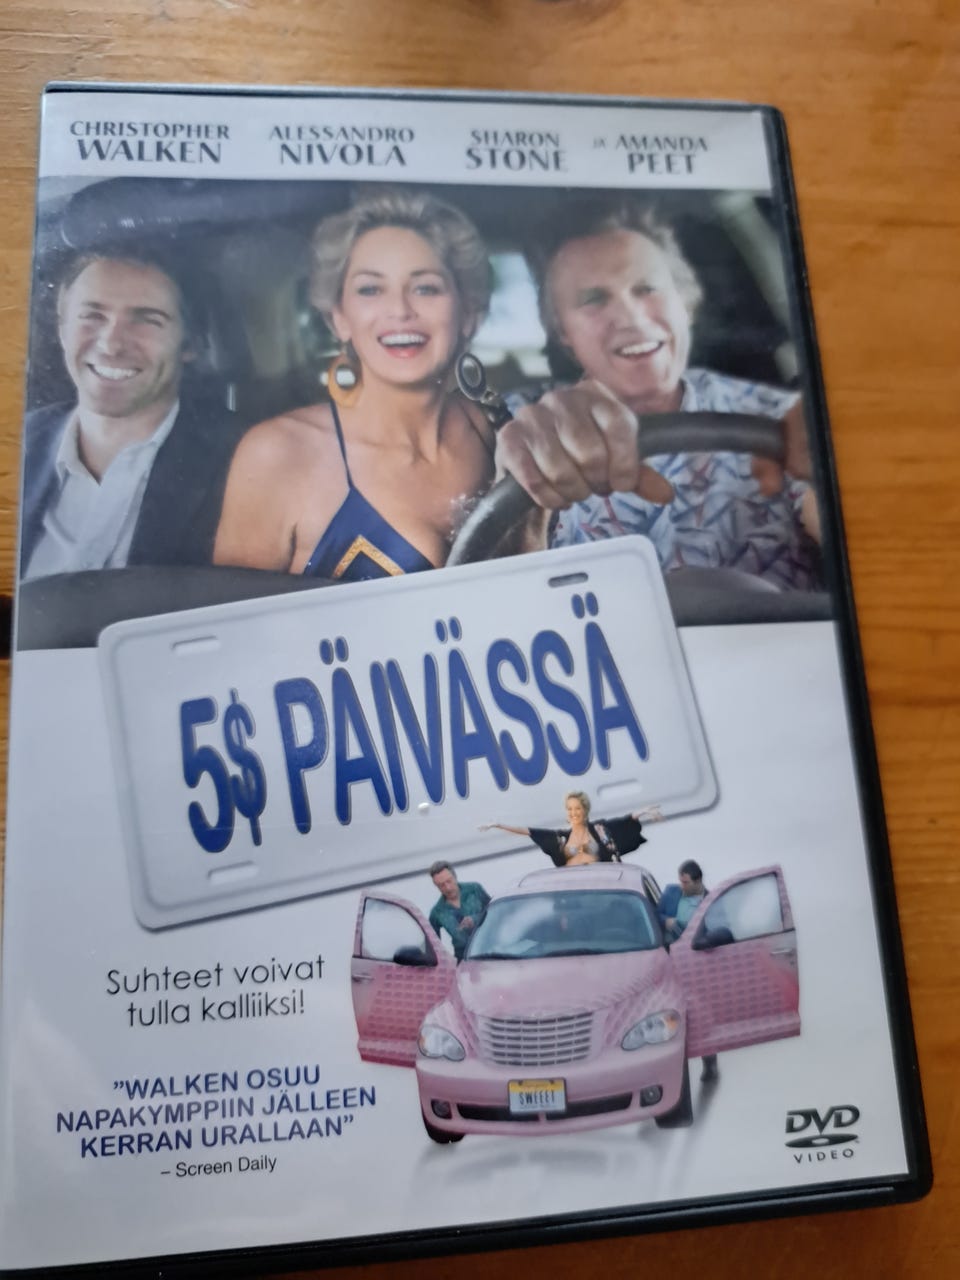 CHRISTOPHER WALKEN ALESSANDRO NIVOLA SHARON STONE JA AMANDA PEET
5$ PÄIVÄSSÄ
Suhteet voivat
tulla kalliiksi!
"WALKEN OSUU
NAPAKYMPPIIN JÄLLEEN
KERRAN URALLAAN"
– Screen Daily
SWEEET
DVD
VIDEO